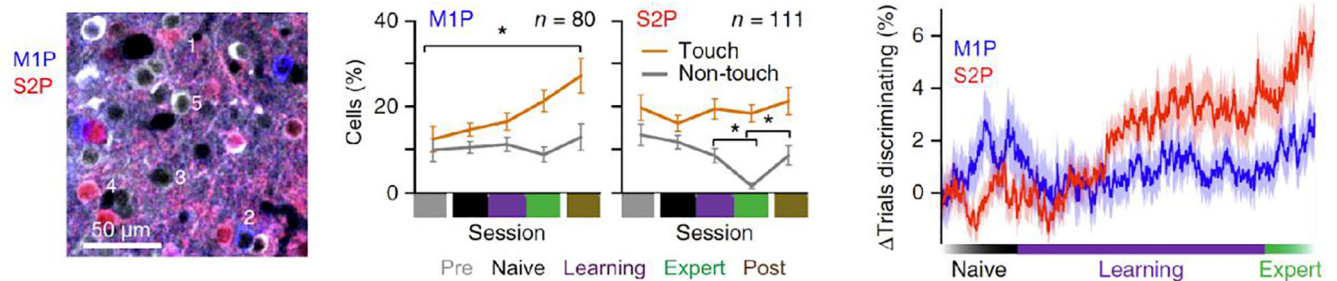 M1P
S2P
1
5
3
4
2
50 µm
Cells (%)
40
20
0
M1P n = 80
*
S2P n = 111
Touch
Non-touch
* *
Session
Session
Pre Naive Learning Expert Post
ΔTrials discriminating (%)
6
4
2
0
M1P
S2P
Naive Learning Expert